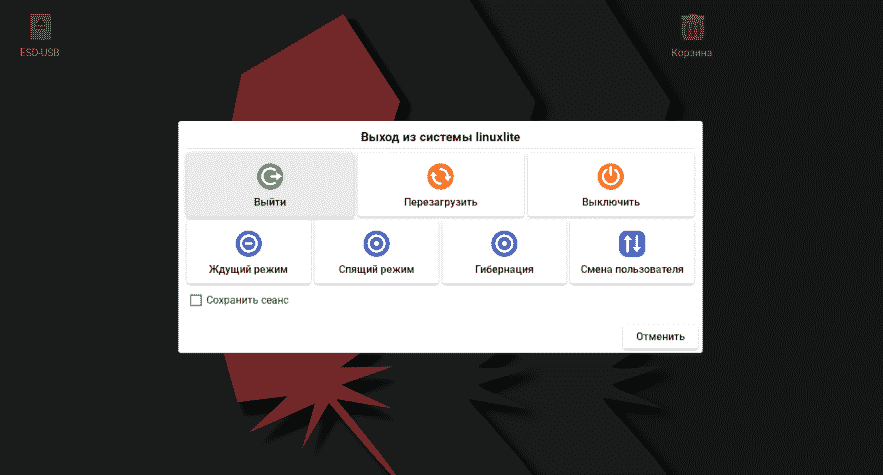 ESD-USB
Корзина
Выход из системы linuxlite
Выйти
Перезагрузить
Выключить
Ждущий режим
Спящий режим
Гибернация
Смена пользователя
Сохранить сеанс
Отменить